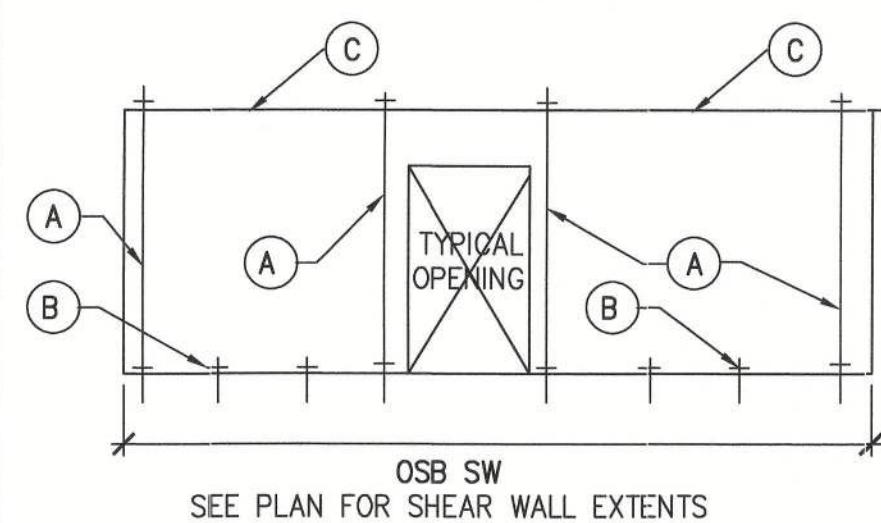 C
C
A
A
TYPICAL
OPENING
A
B
B
OSB SW
SEE PLAN FOR SHEAR WALL EXTENTS